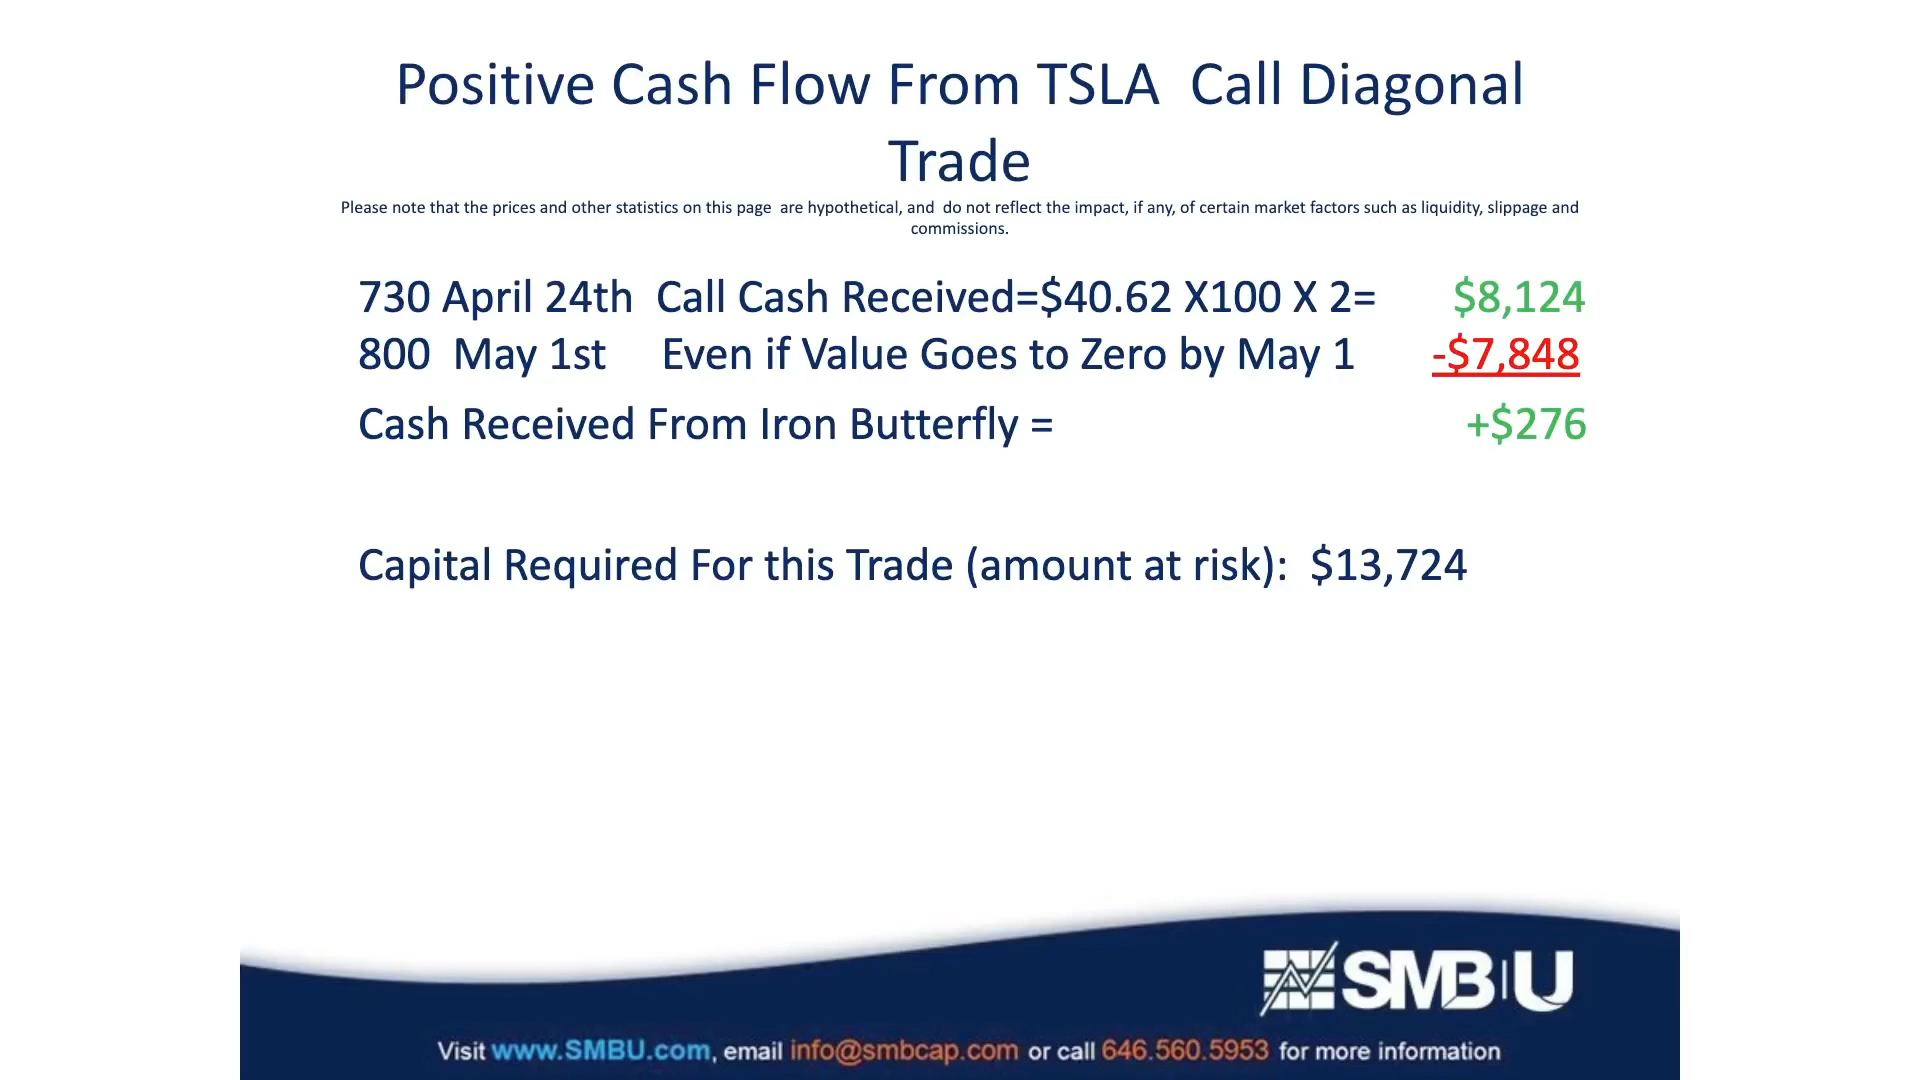 Positive Cash Flow From TSLA  Call Diagonal
Trade
Please note that the prices and other statistics on this page  are hypothetical, and  do not reflect the impact, if any, of certain market factors such as liquidity, slippage and
commissions.
730 April 24th  Call Cash Received=$40.62 X100 X 2= $8,124
800  May 1st  Even if Value Goes to Zero by May 1 -$7,848
Cash Received From Iron Butterfly = +$276
Capital Required For this Trade (amount at risk):  $13,724
SMB|U
Visit www.SMBU.com, email info@smbcap.com or call 646.560.5953 for more information